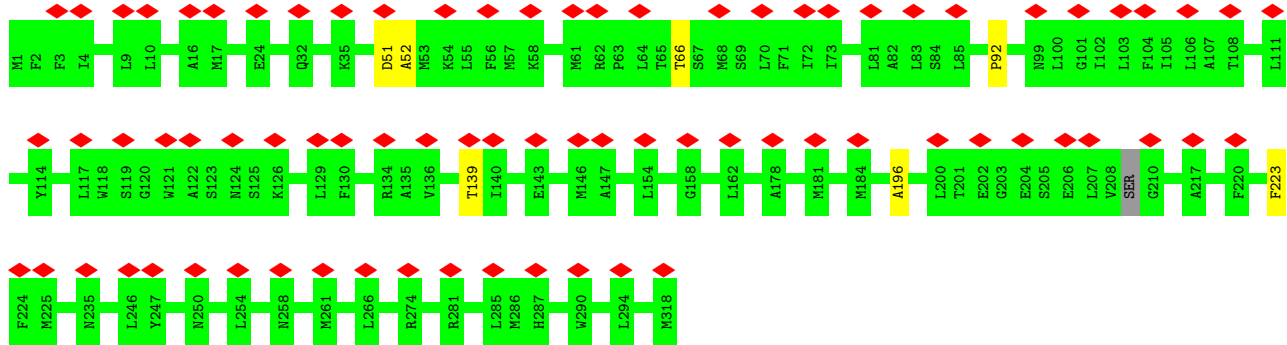 M1 F2 F3 I4 L9 L10 A16 M17 E24 Q32 K35 D51 A52 M53 K54 L55 F56 M57 K58 M61 R62 P63 L64 T65 T66 S67 M68 S69 L70 F71 I72 I73 L81 A82 L83 S84 L85 P92 N99 L100 G101 I102 L103 F104 I105 L106 A107 T108 L111
Y114 L117 W118 S119 G120 W121 A122 S123 N124 S125 K126 L129 F130 R134 A135 V136 T139 I140 E143 M146 A147 L154 G158 L162 A178 M181 M184 A196 L200 T201 E202 G203 E204 S205 E206 L207 V208 SER G210 A217 F220 F223
F224 M225 N235 L246 Y247 N250 L254 N258 M261 L266 R274 R281 L285 M286 H287 W290 L294 M318